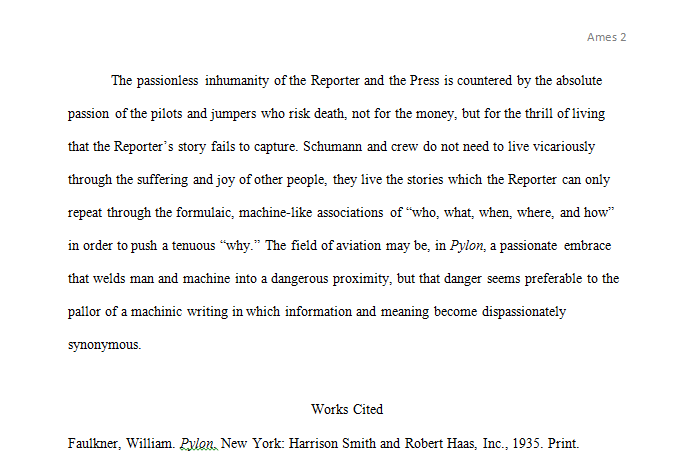 Ames 2
The passionless inhumanity of the Reporter and the Press is countered by the absolute
passion of the pilots and jumpers who risk death, not for the money, but for the thrill of living
that the Reporter’s story fails to capture. Schumann and crew do not need to live vicariously
through the suffering and joy of other people, they live the stories which the Reporter can only
repeat through the formulaic, machine-like associations of “who, what, when, where, and how”
in order to push a tenuous “why.” The field of aviation may be, in Pylon, a passionate embrace
that welds man and machine into a dangerous proximity, but that danger seems preferable to the
pallor of a machinic writing in which information and meaning become dispassionately
synonymous.
Works Cited
Faulkner, William. Pylon. New York: Harrison Smith and Robert Haas, Inc., 1935. Print.